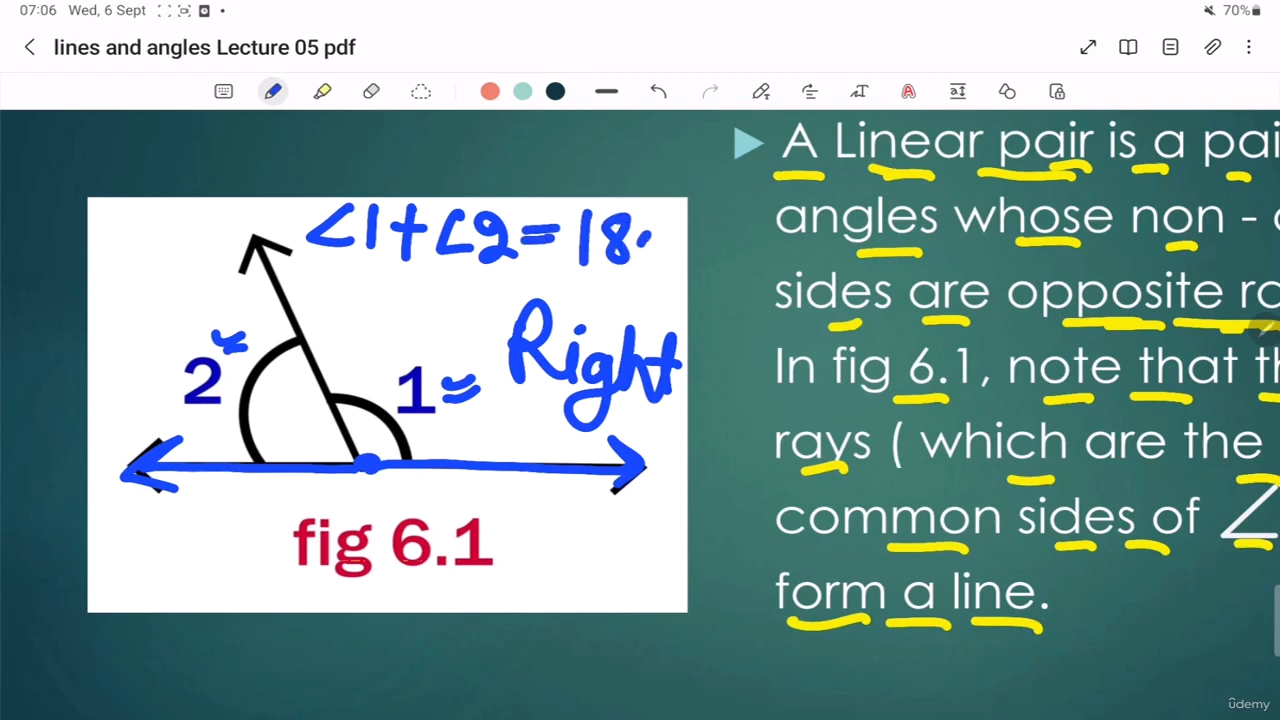 07:06 Wed, 6 Sept
70%
lines and angles Lecture 05 pdf
A Linear pair is a pai
angles whose non -
sides are opposite ra
In fig 6.1, note that th
rays ( which are the
common sides of ∠
form a line.
∠1+∠2=18
2
1
Right
fig 6.1
ûdemy